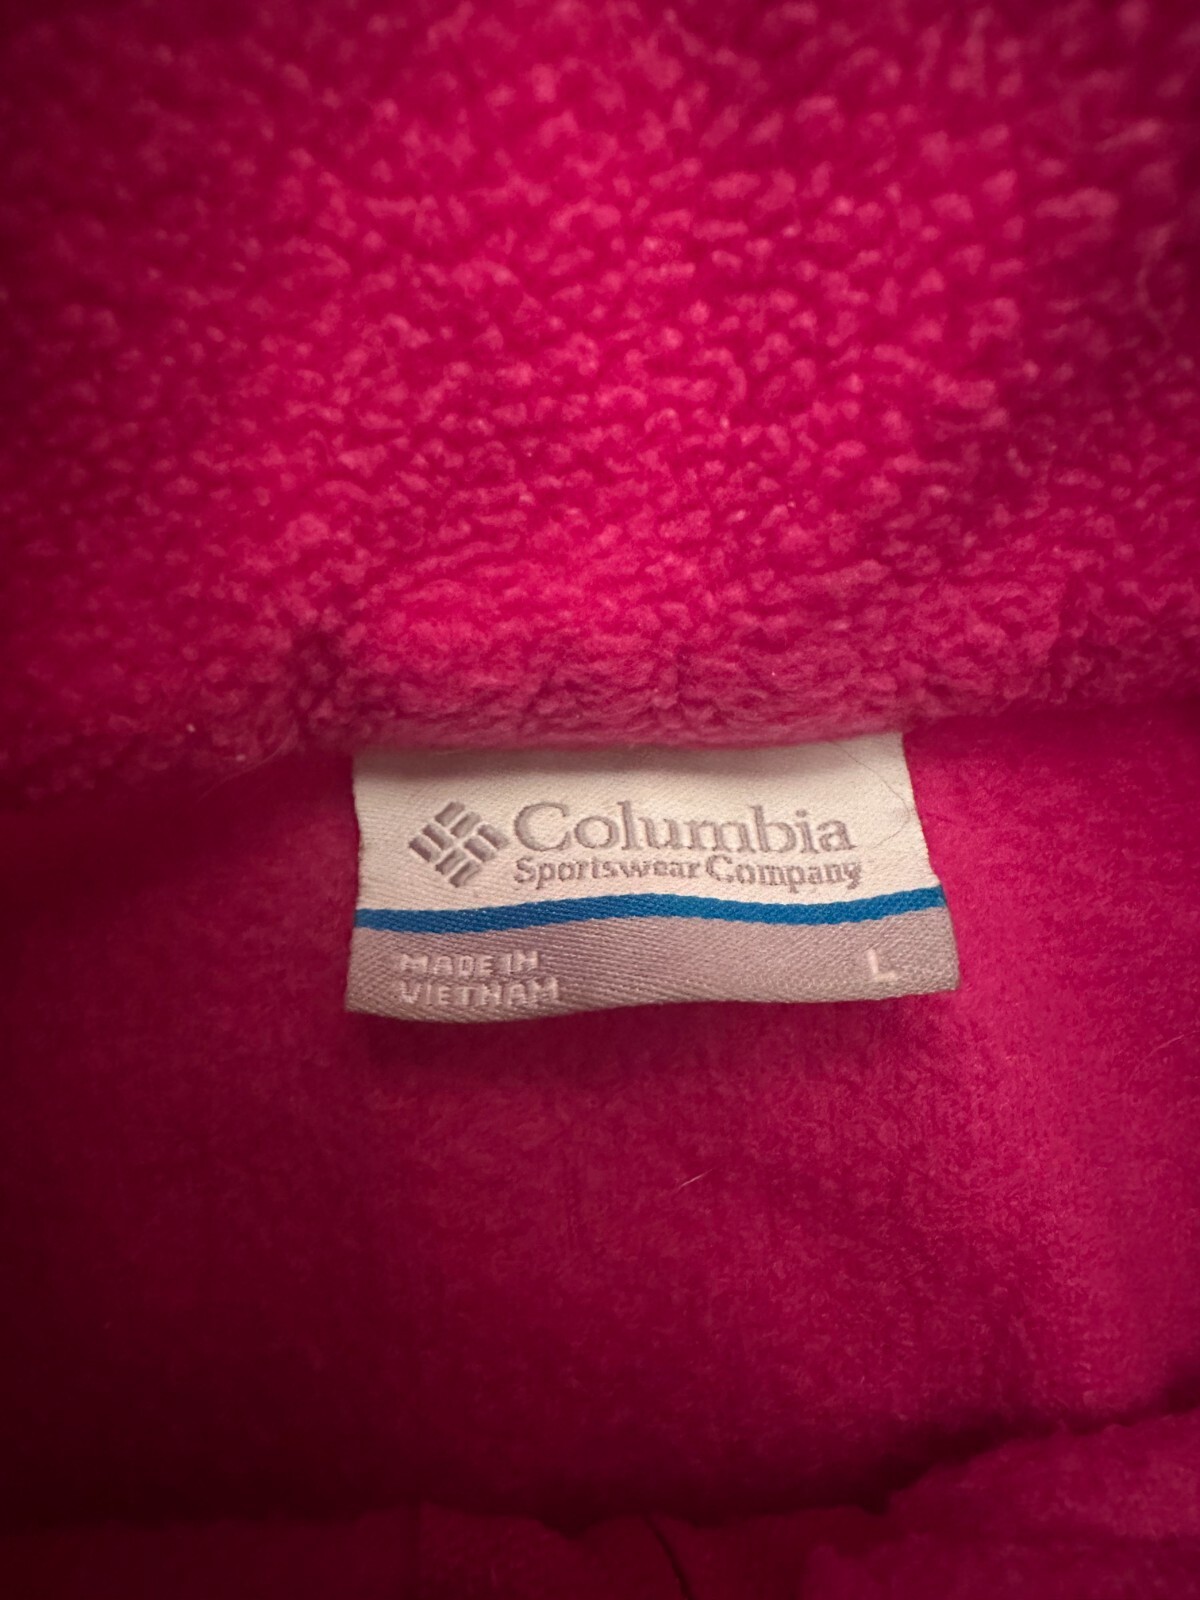 Columbia
Sportswear Company
MADE IN
VIETNAM
L